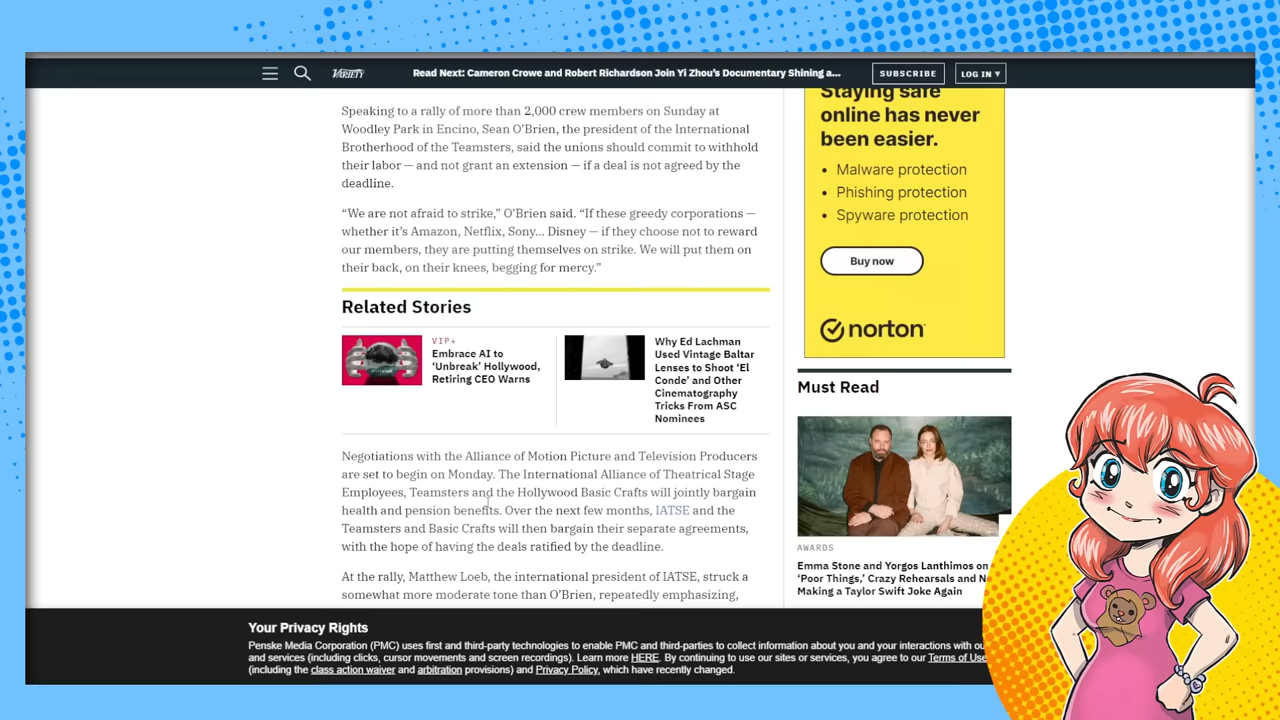 VARIETY
Read Next: Cameron Crowe and Robert Richardson Join Yi Zhou's Documentary Shining a...
SUBSCRIBE
LOG IN ▾
Speaking to a rally of more than 2,000 crew members on Sunday at
Woodley Park in Encino, Sean O'Brien, the president of the International
Brotherhood of the Teamsters, said the unions should commit to withhold
their labor — and not grant an extension — if a deal is not agreed by the
deadline.
"We are not afraid to strike," O'Brien said. "If these greedy corporations —
whether it's Amazon, Netflix, Sony... Disney — if they choose not to reward
our members, they are putting themselves on strike. We will put them on
their back, on their knees, begging for mercy."
Related Stories
VIP+
Embrace AI to
'Unbreak' Hollywood,
Retiring CEO Warns
Why Ed Lachman
Used Vintage Baltar
Lenses to Shoot 'El
Conde' and Other
Cinematography
Tricks From ASC
Nominees
Negotiations with the Alliance of Motion Picture and Television Producers
are set to begin on Monday. The International Alliance of Theatrical Stage
Employees, Teamsters and the Hollywood Basic Crafts will jointly bargain
health and pension benefits. Over the next few months, IATSE and the
Teamsters and Basic Crafts will then bargain their separate agreements,
with the hope of having the deals ratified by the deadline.
At the rally, Matthew Loeb, the international president of IATSE, struck a
somewhat more moderate tone than O'Brien, repeatedly emphasizing,
Staying safe
online has never
been easier.
• Malware protection
• Phishing protection
• Spyware protection
Buy now
norton
Must Read
AWARDS
Emma Stone and Yorgos Lanthimos on
'Poor Things,' Crazy Rehearsals and N
Making a Taylor Swift Joke Again
Your Privacy Rights
Penske Media Corporation (PMC) uses first and third-party technologies to enable PMC and third-parties to collect information about you and your interactions with ou
and services (including clicks, cursor movements and screen recordings). Learn more HERE. By continuing to use our sites or services, you agree to our Terms of Use
(including the class action waiver and arbitration provisions) and Privacy Policy, which have recently changed.